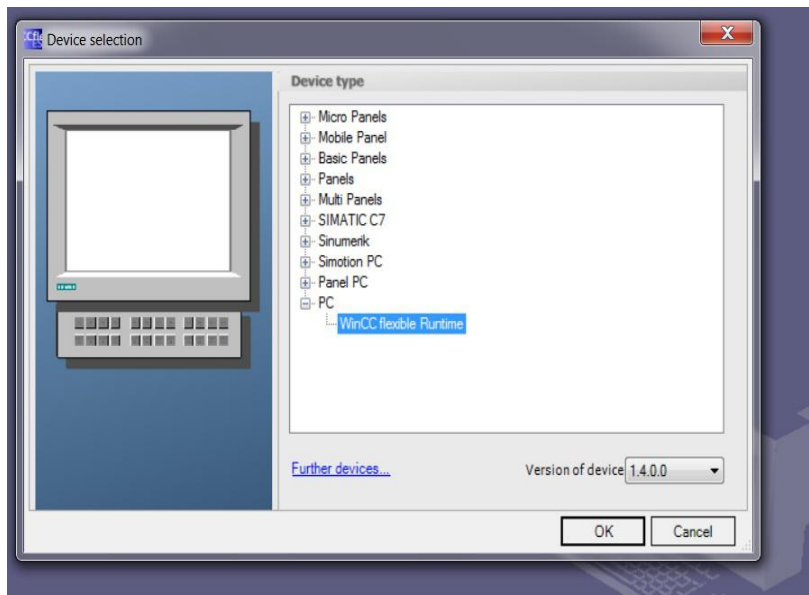 Device selection
Device type
Micro Panels
Mobile Panel
Basic Panels
Panels
Multi Panels
SIMATIC C7
Sinumerik
Simotion PC
Panel PC
PC
WinCC flexible Runtime
Further devices...
Version of device 1.4.0.0
OK Cancel